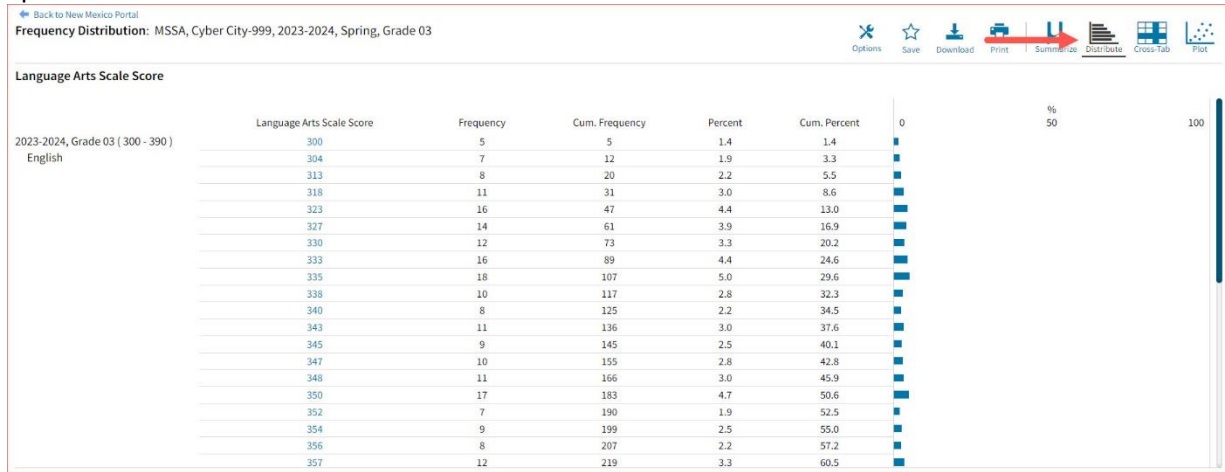 Back to New Mexico Portal
Frequency Distribution: MSSA, Cyber City-999, 2023-2024, Spring, Grade 03
Options Save Download Print Summarize Distribute Cross-Tab Plot
Language Arts Scale Score
%
Language Arts Scale Score Frequency Cum. Frequency Percent Cum. Percent 0 50 100
2023-2024, Grade 03 ( 300 - 390 ) 300 5 5 1.4 1.4
English 304 7 12 1.9 3.3
313 8 20 2.2 5.5
318 11 31 3.0 8.6
323 16 47 4.4 13.0
327 14 61 3.9 16.9
330 12 73 3.3 20.2
333 16 89 4.4 24.6
335 18 107 5.0 29.6
338 10 117 2.8 32.3
340 8 125 2.2 34.5
343 11 136 3.0 37.6
345 9 145 2.5 40.1
347 10 155 2.8 42.8
348 11 166 3.0 45.9
350 17 183 4.7 50.6
352 7 190 1.9 52.5
354 9 199 2.5 55.0
356 8 207 2.2 57.2
357 12 219 3.3 60.5